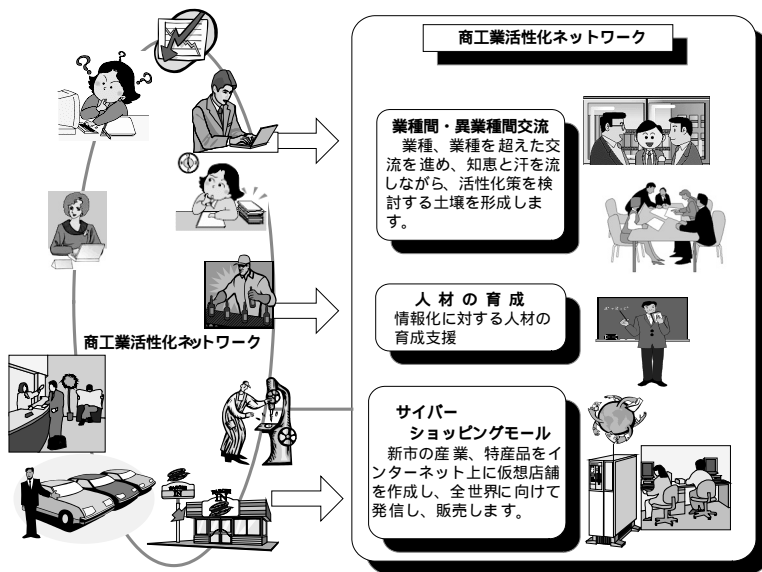 商工業活性化ネットワーク
業種間・異業種間交流
業種、業種を超えた交
流を進め、知恵と汗を流
しながら、活性化策を検
討する土壌を形成しま
す。
人材の育成
情報化に対する人材の
育成支援
商工業活性化ネットワーク
サイバー
ショッピングモール
新市の産業、特産品をイ
ンターネット上に仮想店舗
を作成し、全世界に向けて
発信し、販売します。